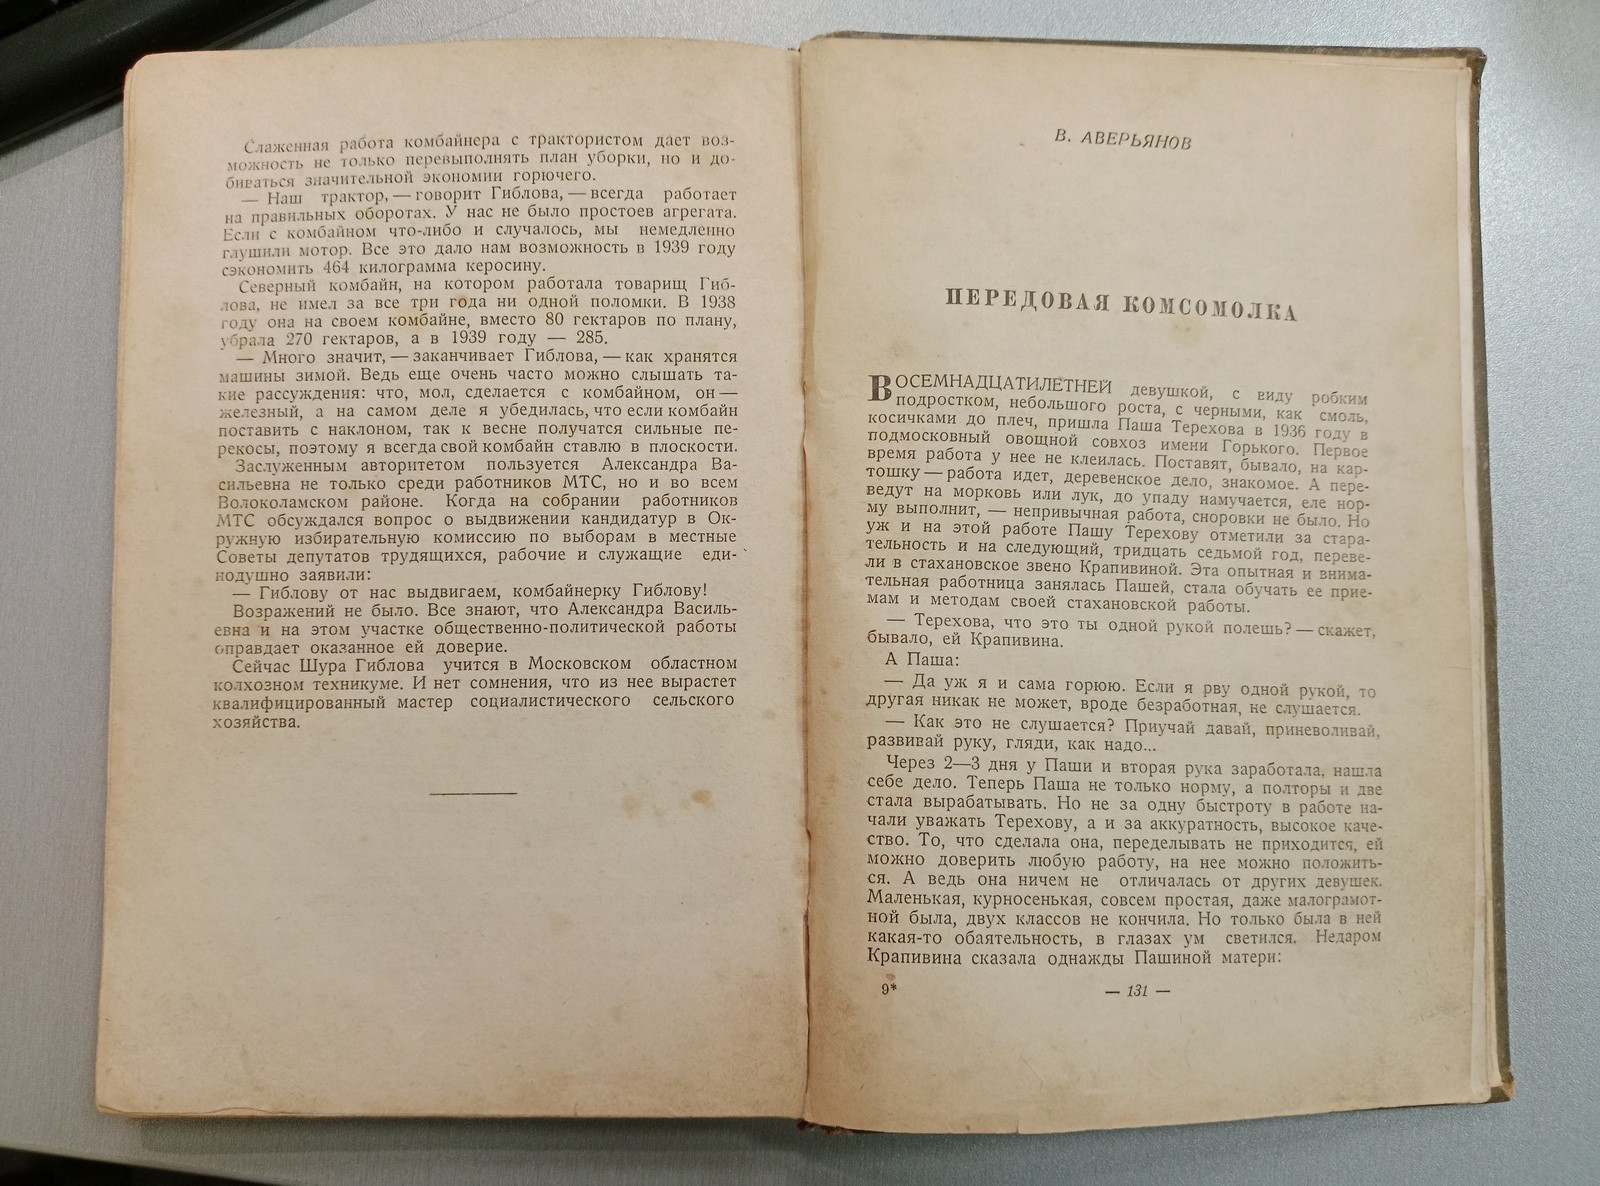 Слаженная работа комбайнера с трактористом дает воз-
можность не только перевыполнять план уборки, но и до-
биваться значительной экономии горючего.
— Наш трактор, — говорит Гиблова, — всегда работает
на правильных оборотах. У нас не было простоев агрегата.
Если с комбайном что-либо и случалось, мы немедленно
глушили мотор. Все это дало нам возможность в 1939 году
сэкономить 464 килограмма керосину.
Северный комбайн, на котором работала товарищ Гиб-
лова, не имел за все три года ни одной поломки. В 1938
году она на своем комбайне, вместо 80 гектаров по плану,
убрала 270 гектаров, а в 1939 году — 285.
— Много значит, — заканчивает Гиблова, — как хранятся
машины зимой. Ведь еще очень часто можно слышать та-
кие рассуждения: что, мол, сделается с комбайном, он —
железный, а на самом деле я убедилась, что если комбайн
поставить с наклоном, так к весне получатся сильные пе-
рекосы, поэтому я всегда свой комбайн ставлю в плоскости.
Заслуженным авторитетом пользуется Александра Ва-
сильевна не только среди работников МТС, но и во всем
Волоколамском районе. Когда на собрании работников
МТС обсуждался вопрос о выдвижении кандидатур в Ок-
ружную избирательную комиссию по выборам в местные
Советы депутатов трудящихся, рабочие и служащие еди-
нодушно заявили:
— Гиблову от нас выдвигаем, комбайнерку Гиблову!
Возражений не было. Все знают, что Александра Василь-
евна и на этом участке общественно-политической работы
оправдает оказанное ей доверие.
Сейчас Шура Гиблова учится в Московском областном
колхозном техникуме. И нет сомнения, что из нее вырастет
квалифицированный мастер социалистического сельского
хозяйства.
В. АВЕРЬЯНОВ
ПЕРЕДОВАЯ КОМСОМОЛКА
ВОСЕМНАДЦАТИЛЕТНЕЙ девушкой, с виду робким
подростком, небольшого роста, с черными, как смоль,
косичками до плеч, пришла Паша Терехова в 1936 году в
подмосковный овощной совхоз имени Горького. Первое
время работа у нее не клеилась. Поставят, бывало, на кар-
тошку — работа идет, деревенское дело, знакомое. А пере-
ведут на морковь или лук, до упаду намучается, еле нор-
му выполнит, — непривычная работа, сноровки не было. Но
уж и на этой работе Пашу Терехову отметили за стара-
тельность и на следующий, тридцать седьмой год, переве-
ли в стахановское звено Крапивиной. Эта опытная и внима-
тельная работница занялась Пашей, стала обучать ее прие-
мам и методам своей стахановской работы.
— Терехова, что это ты одной рукой полешь? — скажет,
бывало, ей Крапивина.
А Паша:
— Да уж я и сама горюю. Если я рву одной рукой, то
другая никак не может, вроде безработная, не слушается.
— Как это не слушается? Приучай давай, приневоливай,
развивай руку, гляди, как надо...
Через 2—3 дня у Паши и вторая рука заработала, нашла
себе дело. Теперь Паша не только норму, а полторы и две
стала вырабатывать. Но не за одну быстроту в работе на-
чали уважать Терехову, а и за аккуратность, высокое каче-
ство. То, что сделала она, переделывать не приходится, ей
можно доверить любую работу, на нее можно положить-
ся. А ведь она ничем не отличалась от других девушек.
Маленькая, курносенькая, совсем простая, даже малограмот-
ной была, двух классов не кончила. Но только была в ней
какая-то обаятельность, в глазах ум светился. Недаром
Крапивина сказала однажды Пашиной матери:
9*
— 131 —